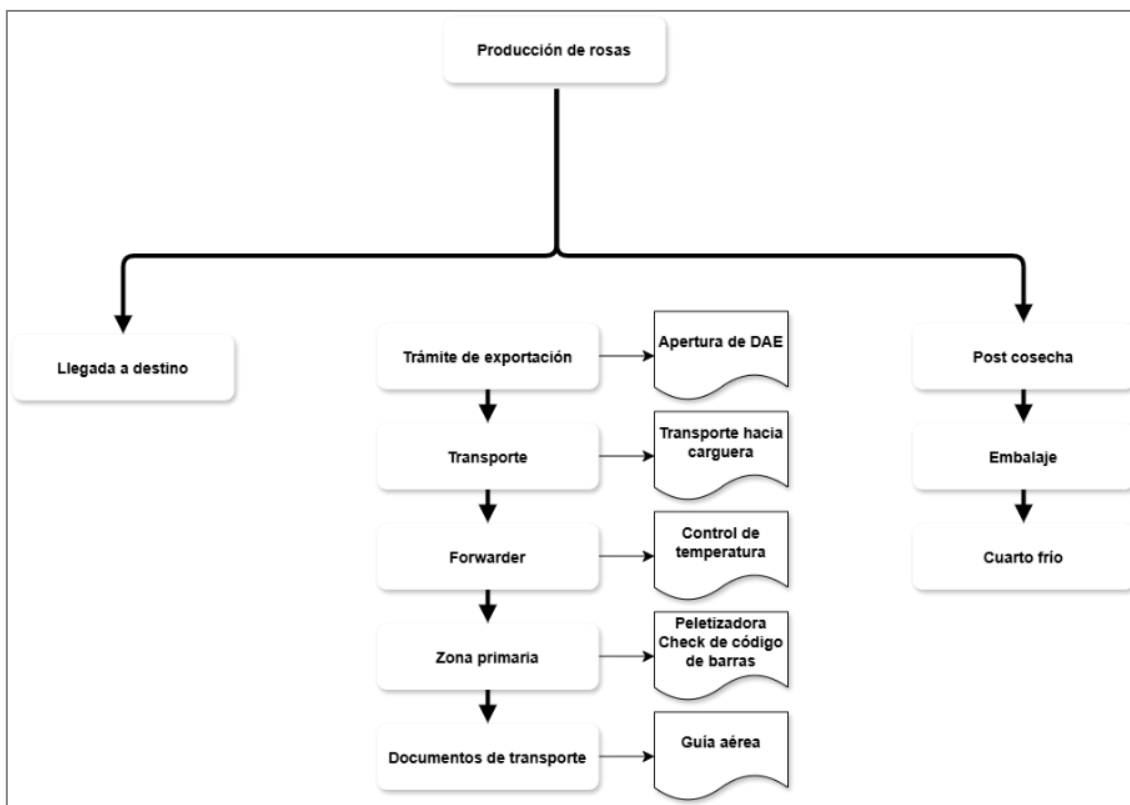 Producción de rosas
Llegada a destino
Trámite de exportación
Apertura de DAE
Transporte
Transporte hacia
carguera
Forwarder
Control de
temperatura
Zona primaria
Peletizadora
Check de código
de barras
Documentos de transporte
Guía aérea
Post cosecha
Embalaje
Cuarto frío